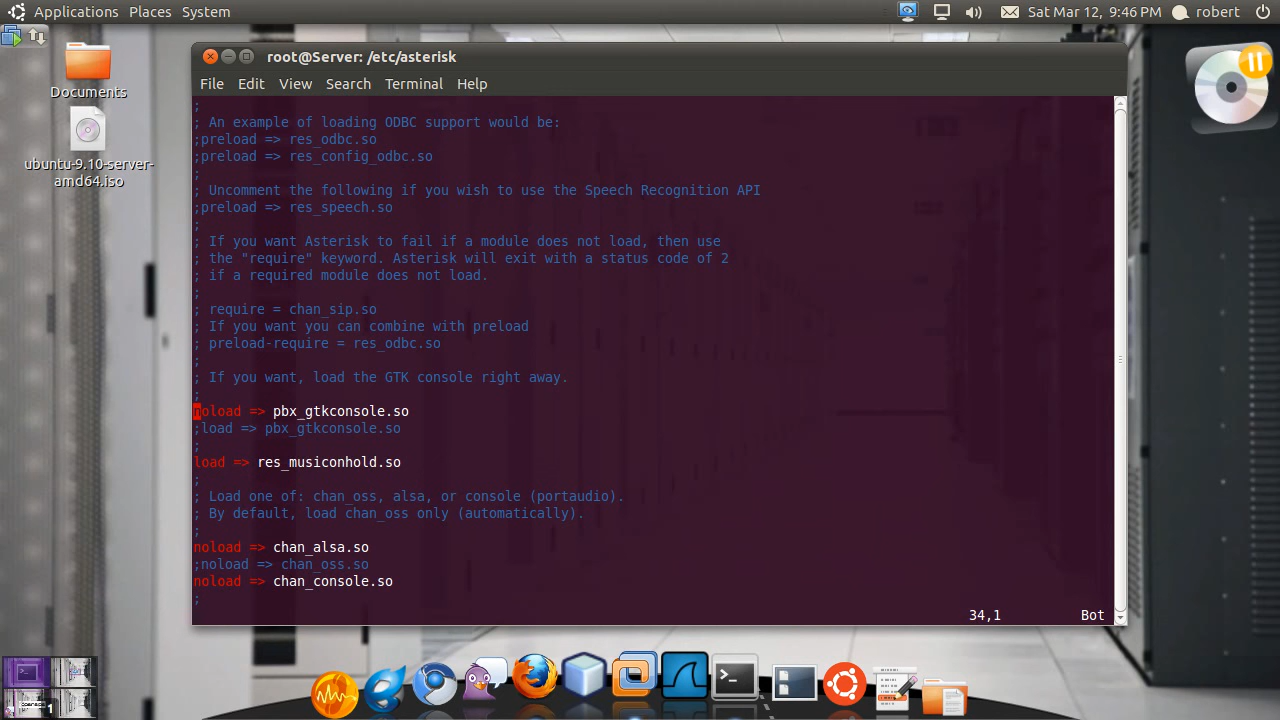 Applications Places System
Sat Mar 12, 9:46 PM robert
root@Server: /etc/asterisk
File Edit View Search Terminal Help
Documents
ubuntu-9.10-server-
amd64.iso
;
; An example of loading ODBC support would be:
;preload => res_odbc.so
;preload => res_config_odbc.so
;
; Uncomment the following if you wish to use the Speech Recognition API
;preload => res_speech.so
;
; If you want Asterisk to fail if a module does not load, then use
; the "require" keyword. Asterisk will exit with a status code of 2
; if a required module does not load.
;
; require = chan_sip.so
; If you want you can combine with preload
; preload-require = res_odbc.so
;
; If you want, load the GTK console right away.
;
noload => pbx_gtkconsole.so
;load => pbx_gtkconsole.so
;
load => res_musiconhold.so
;
; Load one of: chan_oss, alsa, or console (portaudio).
; By default, load chan_oss only (automatically).
;
noload => chan_alsa.so
;noload => chan_oss.so
noload => chan_console.so
;
34,1 Bot
1